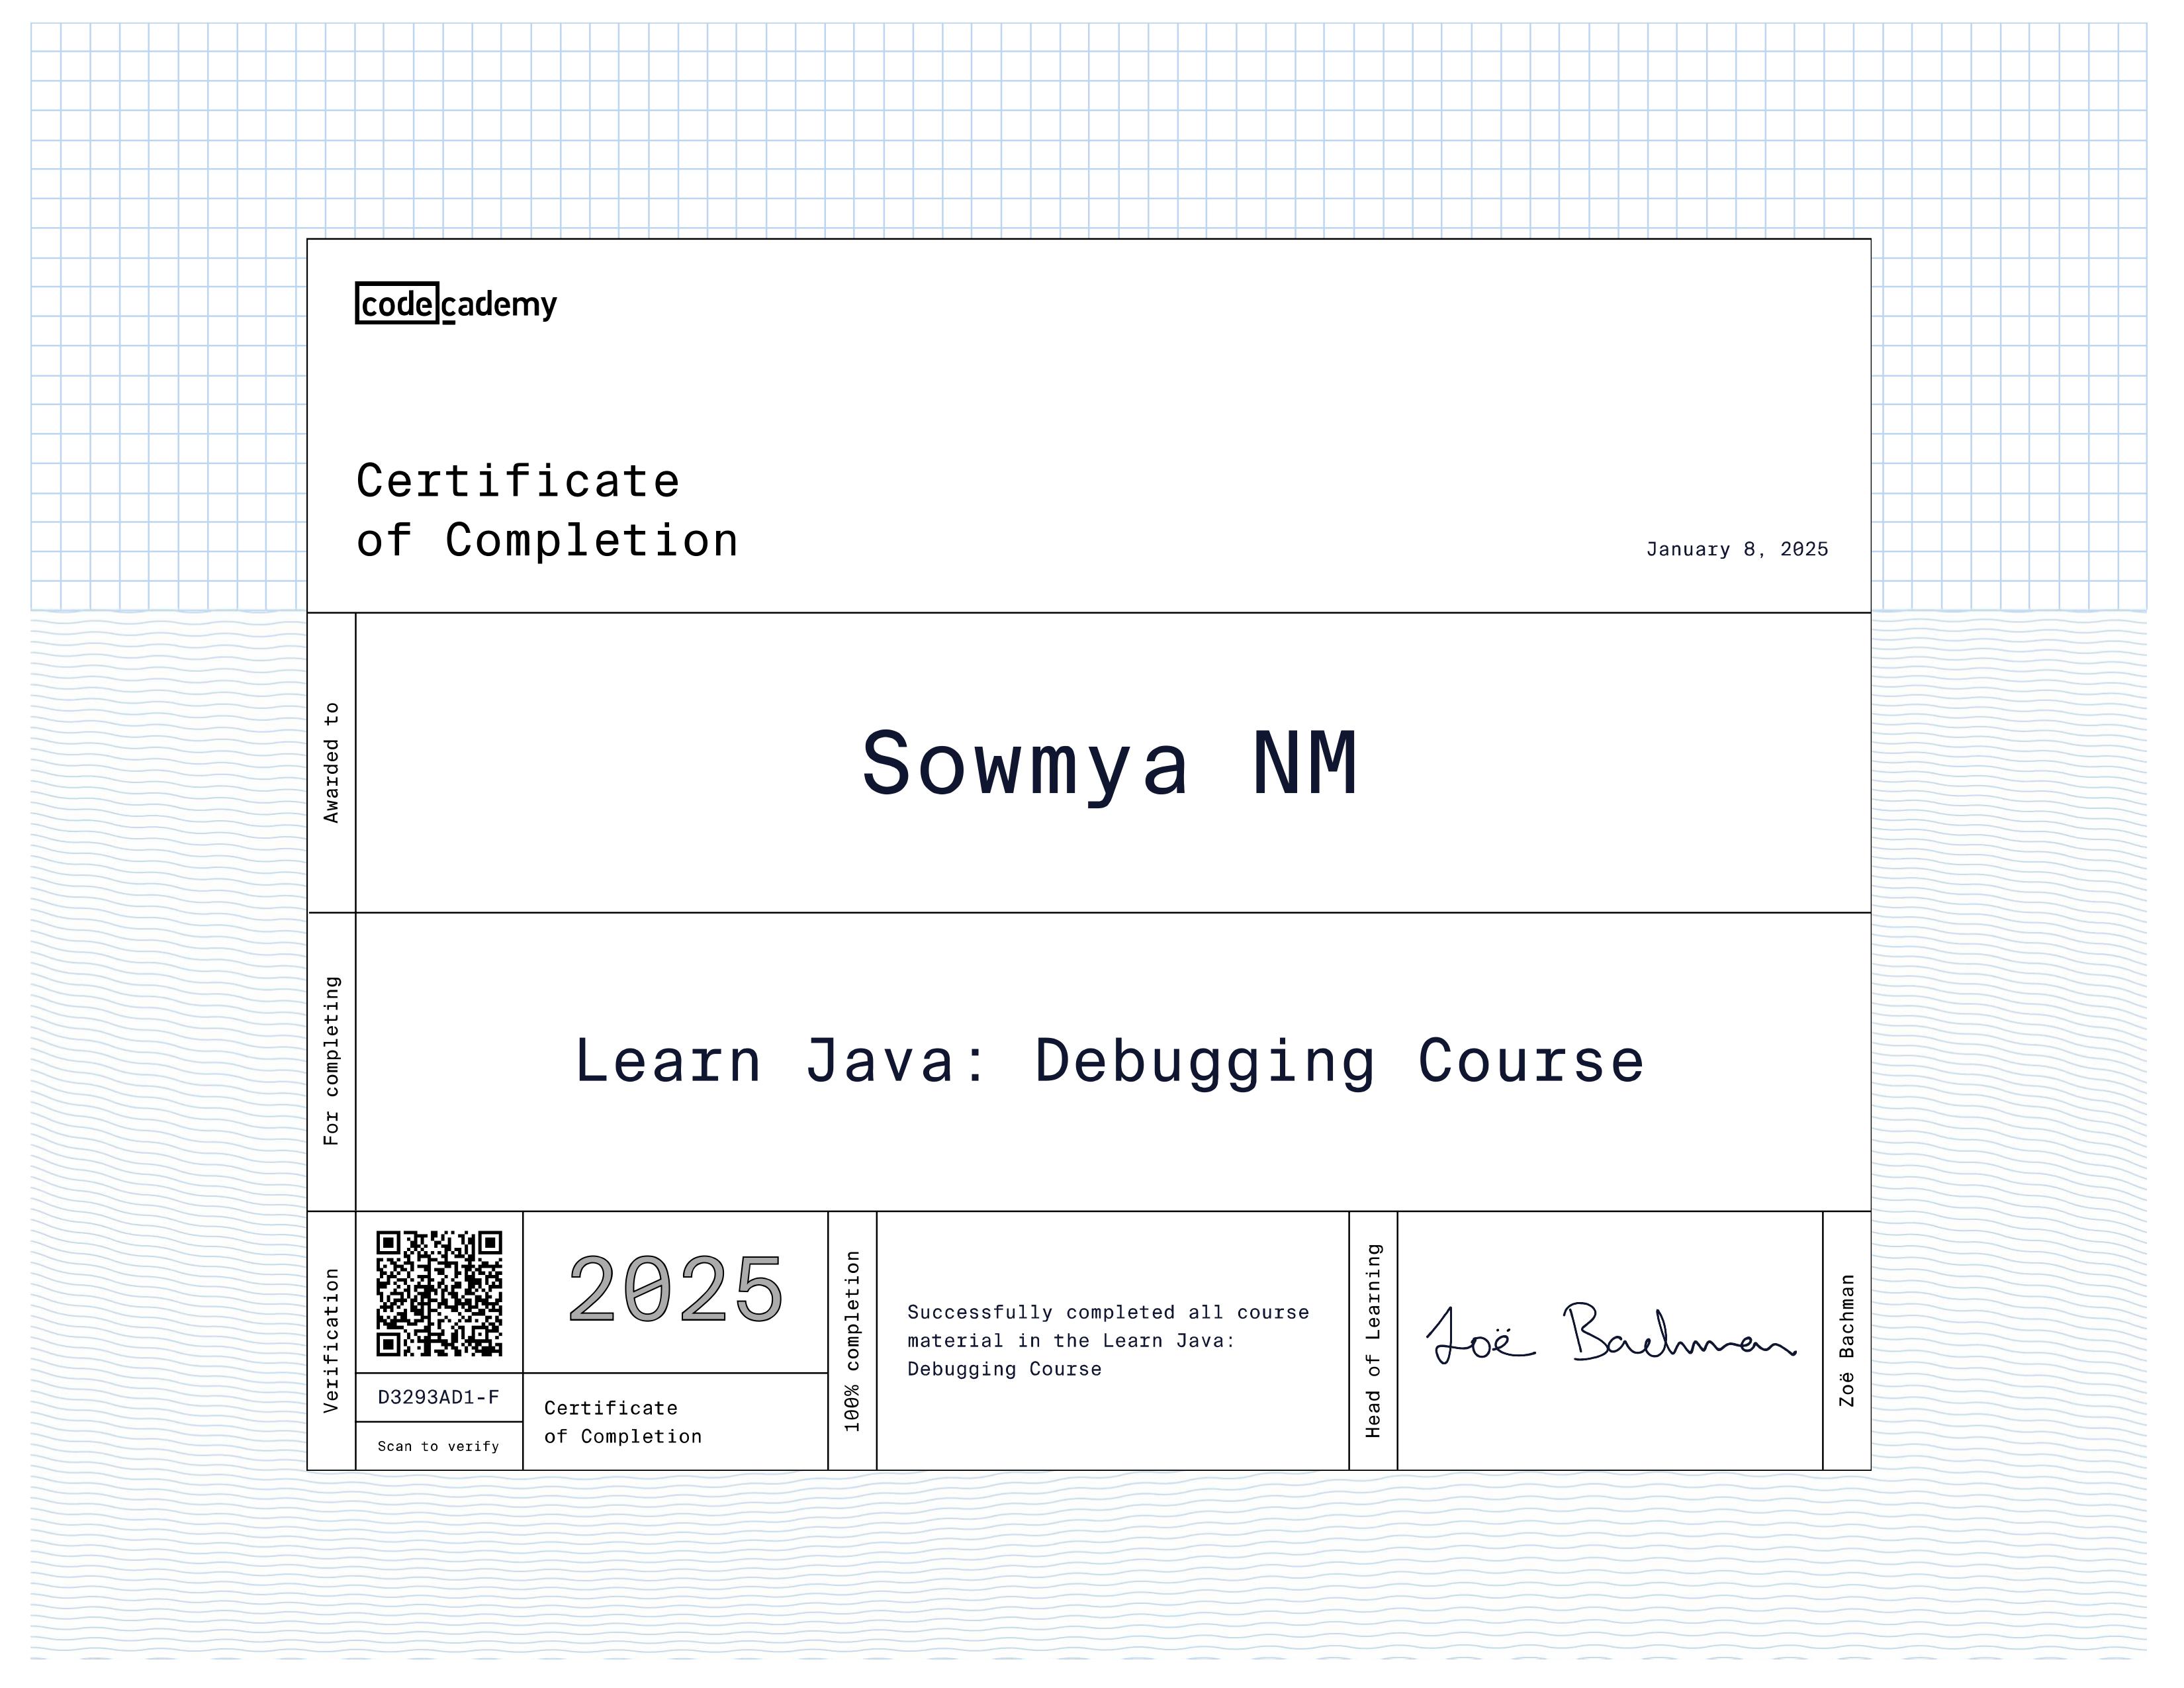 codecademy
Certificate
of Completion
January 8, 2025
Awarded to
Sowmya NM
For completing
Learn Java: Debugging Course
Verification
D3293AD1-F
Scan to verify
2025
Certificate
of Completion
100% completion
Successfully completed all course
material in the Learn Java:
Debugging Course
Head of Learning
Zoë Bachman
Zoë Bachman